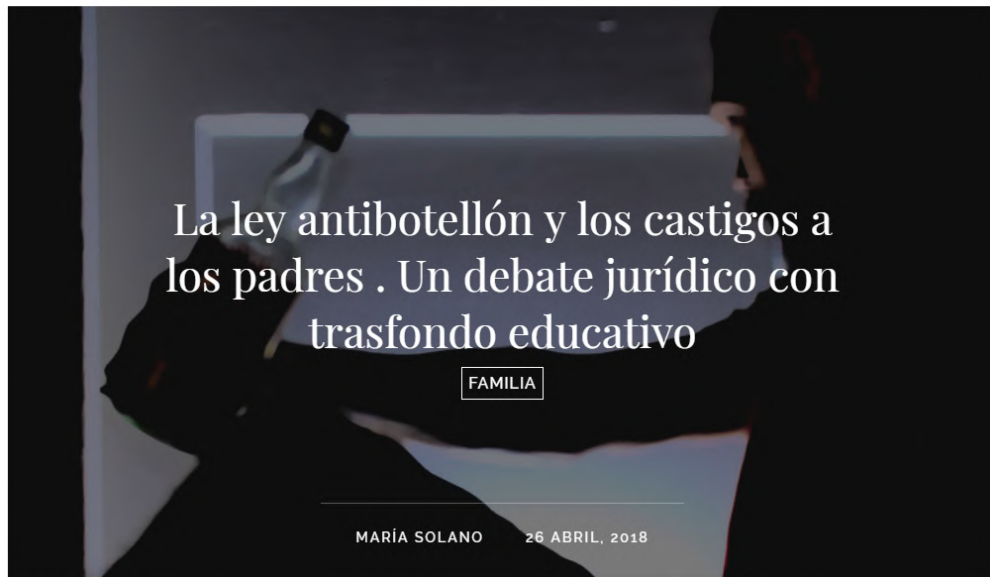 La ley antibotellón y los castigos a
los padres . Un debate jurídico con
trasfondo educativo
FAMILIA
MARÍA SOLANO 26 ABRIL, 2018